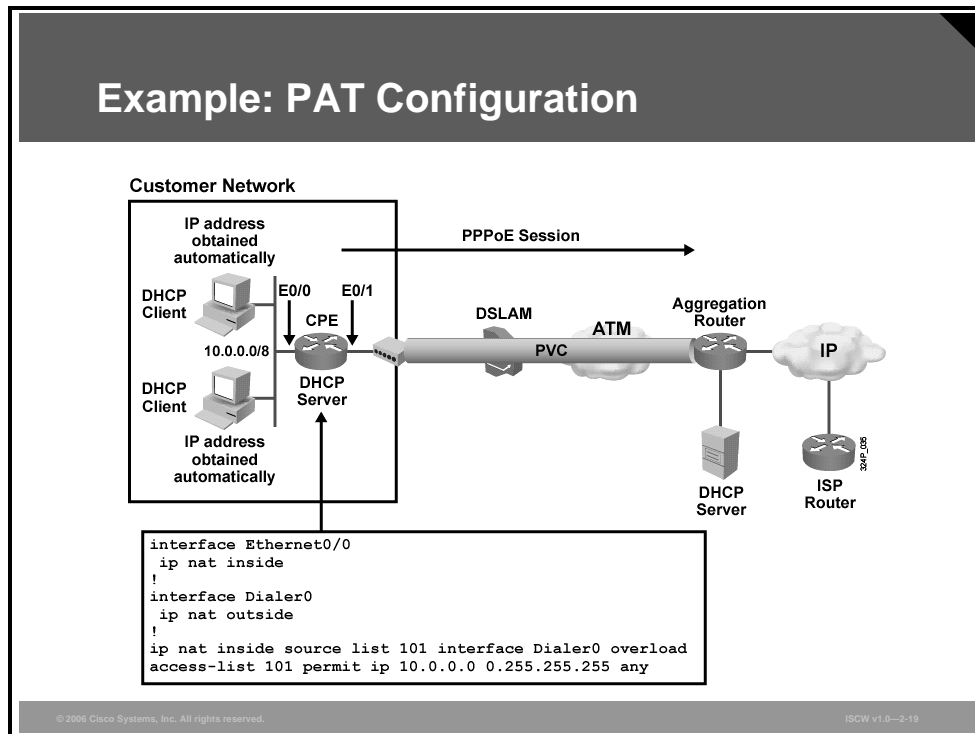 Example: PAT Configuration
Customer Network
IP address
obtained
automatically
PPPoE Session
DHCP
Client
E0/0
E0/1
CPE
DSLAM
ATM
Aggregation
Router
10.0.0.0/8
PVC
IP
DHCP
Server
DHCP
Client
IP address
obtained
automatically
DHCP
Server
ISP
Router
324P_035
interface Ethernet0/0
 ip nat inside
!
interface Dialer0
 ip nat outside
!
ip nat inside source list 101 interface Dialer0 overload
access-list 101 permit ip 10.0.0.0 0.255.255.255 any
© 2006 Cisco Systems, Inc. All rights reserved.
ISCW v1.0—2-19